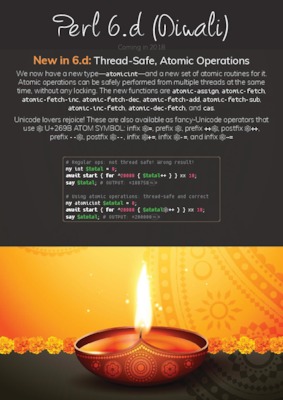 Perl 6.d (Diwali)
Coming in 2018
New in 6.d: Thread-Safe, Atomic Operations
We now have a new type—atomicint—and a new set of atomic routines for it.
Atomic operations can be safely performed from multiple threads at the same
time, without any locking. The new functions are atomic-assign, atomic-fetch,
atomic-fetch-inc, atomic-fetch-dec, atomic-fetch-add, atomic-fetch-sub,
atomic-inc-fetch, atomic-dec-fetch, and cas.
Unicode lovers rejoice! These are also available as fancy-Unicode operators that
use ⚛ U+269B ATOM SYMBOL: infix ⚛=, prefix ⚛, prefix ++⚛, postfix ⚛++,
prefix --⚛, postfix ⚛--, infix ⚛+=, infix ⚛-=, and infix ⚛−=
# Regular ops: not thread safe! Wrong result!
my int $total = 0;
await start { for ^20000 { $total++ } } xx 10;
say $total; # OUTPUT:
# Using atomic operations: thread-safe and correct
my atomicint $total = 0;
await start { for ^20000 { $total⚛++ } } xx 10;
say $total; # OUTPUT: «200000␤»